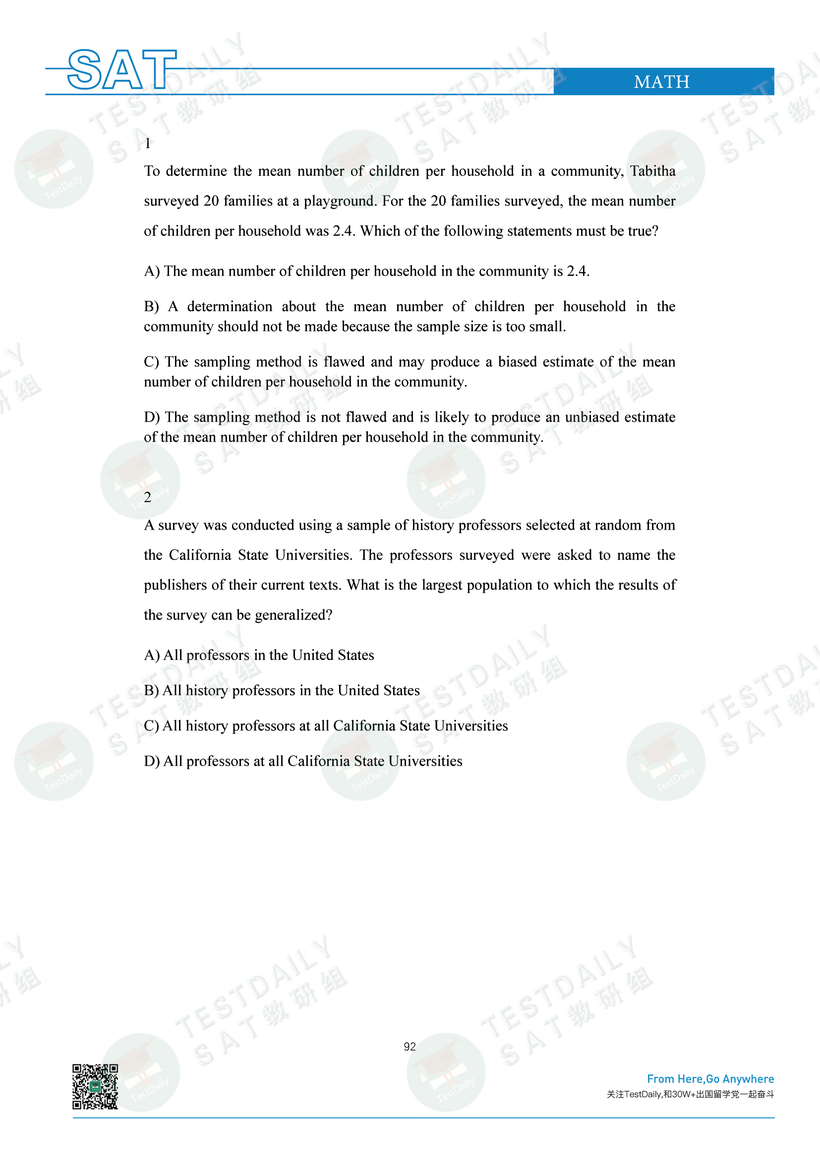 SAT
MATH
1
To determine the mean number of children per household in a community, Tabitha
surveyed 20 families at a playground. For the 20 families surveyed, the mean number
of children per household was 2.4. Which of the following statements must be true?
A) The mean number of children per household in the community is 2.4.
B) A determination about the mean number of children per household in the
community should not be made because the sample size is too small.
C) The sampling method is flawed and may produce a biased estimate of the mean
number of children per household in the community.
D) The sampling method is not flawed and is likely to produce an unbiased estimate
of the mean number of children per household in the community.
2
A survey was conducted using a sample of history professors selected at random from
the California State Universities. The professors surveyed were asked to name the
publishers of their current texts. What is the largest population to which the results of
the survey can be generalized?
A) All professors in the United States
B) All history professors in the United States
C) All history professors at all California State Universities
D) All professors at all California State Universities
TESTDAILY
SAT教研组
TestDaily
92
From Here,Go Anywhere
关注TestDaily,和30W+出国留学党一起奋斗